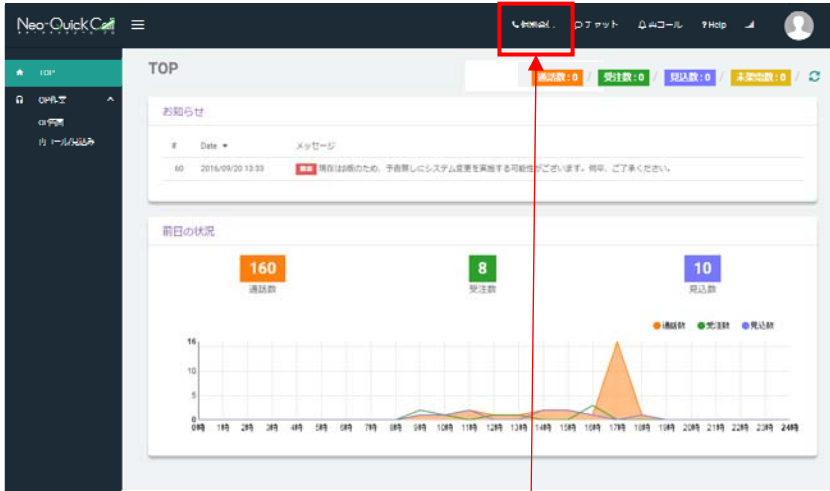 Neo-QuickCall
チャット
再コール
?Help
TOP
TOP
通話数:0 / 受注数:0 / 見込数:0 / 未架電数:0
お知らせ
# Date メッセージ
60 2016/09/20 13:33 現在はβ版のため、予告無しにシステム変更を実施する可能性がございます。何卒、ご了承ください。
前日の状況
160
通話数
8
受注数
10
見込数
通話数 受注数 見込数
16
10
5
0
0時 1時 2時 3時 4時 5時 6時 7時 8時 9時 10時 11時 12時 13時 14時 15時 16時 17時 18時 19時 20時 21時 22時 23時 24時